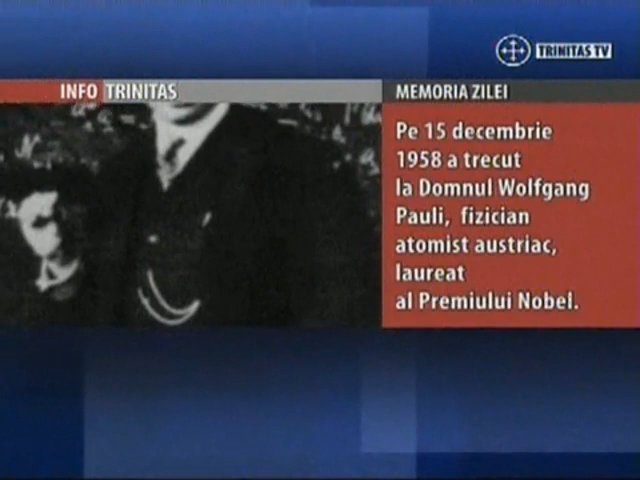 TRINITAS TV
INFO TRINITAS
MEMORIA ZILEI
Pe 15 decembrie
1958 a trecut
la Domnul Wolfgang
Pauli, fizician
atomist austriac,
laureat
al Premiului Nobel.